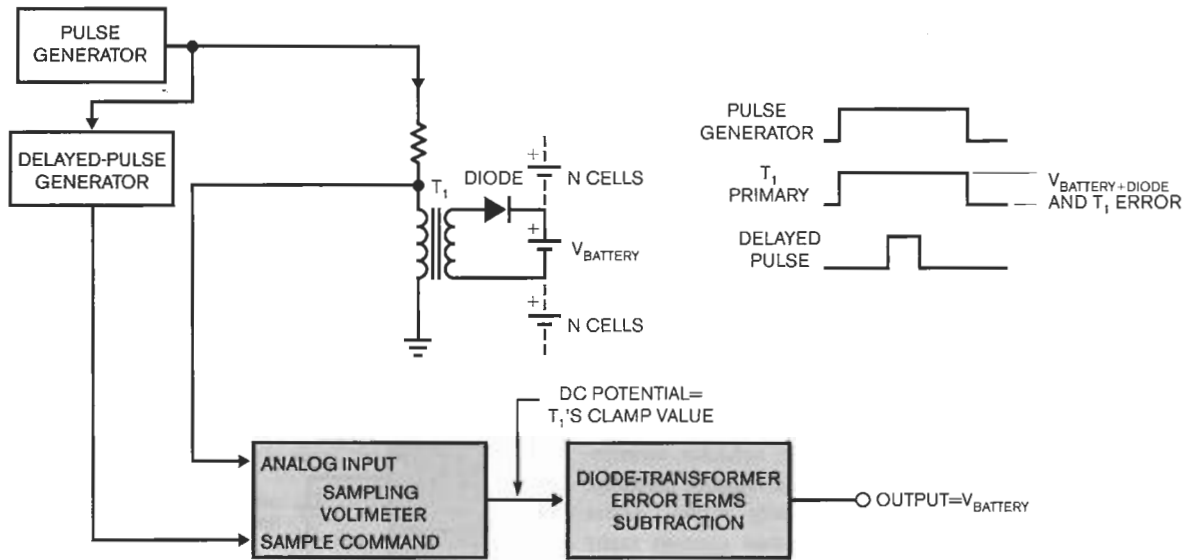 PULSE
GENERATOR
DELAYED-PULSE
GENERATOR
T1
DIODE
+
N CELLS
+
VBATTERY
+
N CELLS
PULSE
GENERATOR
T1
PRIMARY
VBATTERY+DIODE
AND T1 ERROR
DELAYED
PULSE
DC POTENTIAL=
T1'S CLAMP VALUE
ANALOG INPUT
SAMPLING
VOLTMETER
SAMPLE COMMAND
DIODE-TRANSFORMER
ERROR TERMS
SUBTRACTION
OUTPUT=VBATTERY